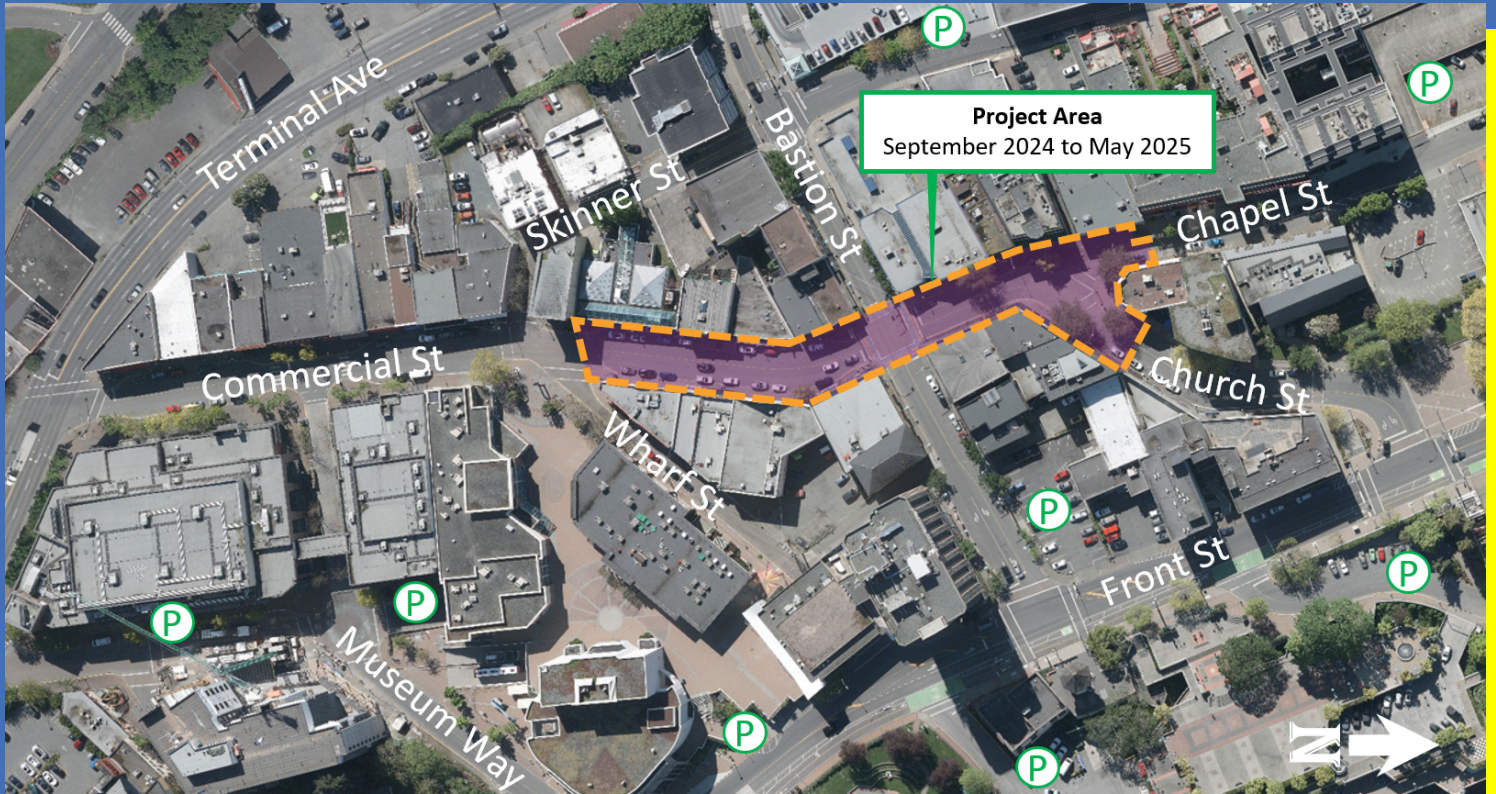 P
P
Terminal Ave
Bastion St
Project Area
September 2024 to May 2025
Skinner St
Chapel St
Commercial St
Church St
Wharf St
P
Front St
P
P
P
Museum Way
P
P
N